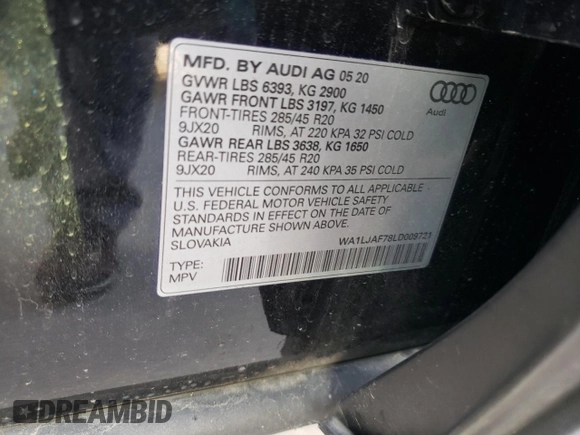 MFD. BY AUDI AG 05 20
GVWR LBS 6393, KG 2900
GAWR FRONT LBS 3197, KG 1450
FRONT-TIRES 285/45 R20
9JX20 RIMS, AT 220 KPA 32 PSI COLD
GAWR REAR LBS 3638, KG 1650
REAR-TIRES 285/45 R20
9JX20 RIMS, AT 240 KPA 35 PSI COLD
Audi
THIS VEHICLE CONFORMS TO ALL APPLICABLE
U.S. FEDERAL MOTOR VEHICLE SAFETY
STANDARDS IN EFFECT ON THE DATE OF
MANUFACTURE SHOWN ABOVE.
SLOVAKIA
WA1LJAF78LD009721
TYPE:
MPV
DREAMBID